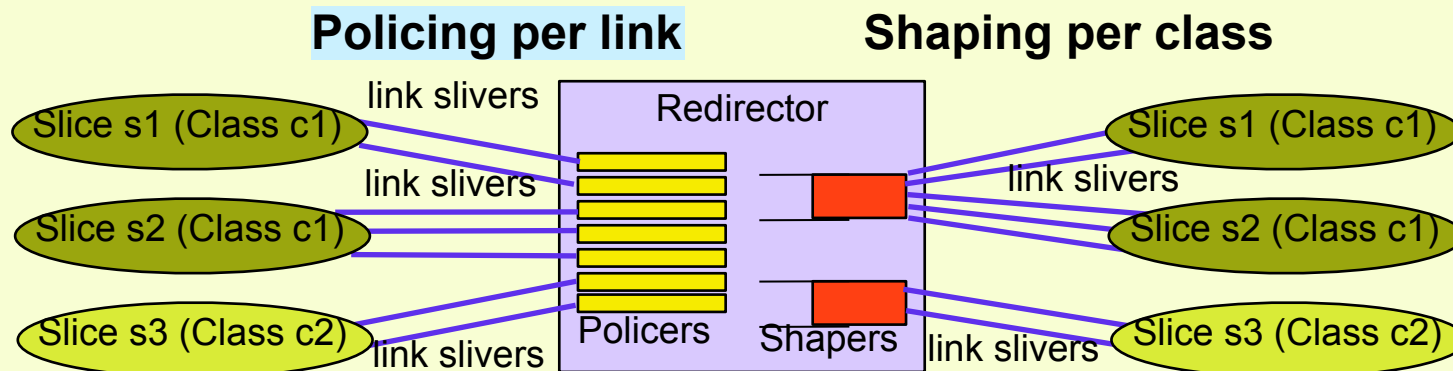 Policing per link
Shaping per class
link slivers
Redirector
Slice s1 (Class c1)
Slice s1 (Class c1)
link slivers
link slivers
Slice s2 (Class c1)
Slice s2 (Class c1)
Slice s3 (Class c2)
Policers
Shapers
Slice s3 (Class c2)
link slivers
link slivers